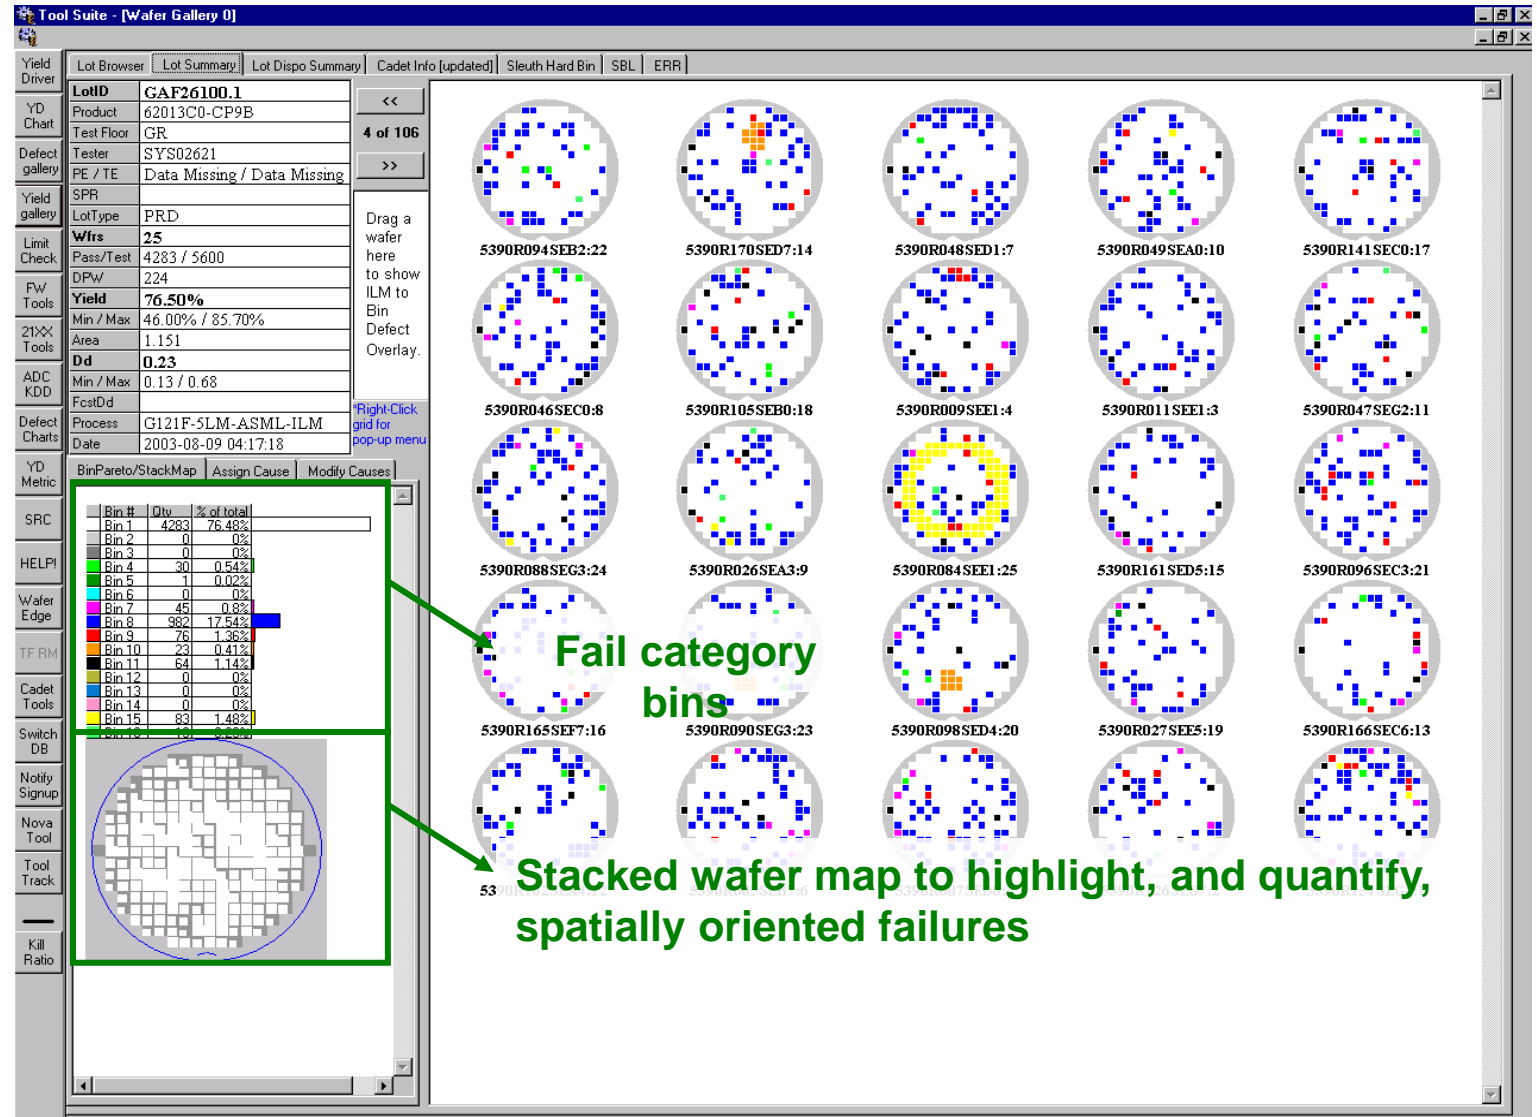 Tool Suite - [Wafer Gallery 0]
Yield Driver
YD Chart
Defect gallery
Yield gallery
Limit Check
FW Tools
21XX Tools
ADC KDD
Defect Charts
YD Metric
SRC
HELP!
Wafer Edge
TF RM
Cadet Tools
Switch DB
Notify Signup
Nova Tool
Tool Track
Kill Ratio
Lot Browser Lot Summary Lot Dispo Summary Cadet Info [updated] Sleuth Hard Bin SBL ERR
LotID GAF26100.1
Product 62013C0-CP9B
Test Floor GR
Tester SYS02621
PE / TE Data Missing / Data Missing
SPR
LotType PRD
Wfrs 25
Pass/Test 4283 / 5600
DPW 224
Yield 76.50%
Min / Max 46.00% / 85.70%
Area 1.151
Dd 0.23
Min / Max 0.13 / 0.68
FcstDd
Process G121F-5LM-ASML-ILM
Date 2003-08-09 04:17:18
<<
4 of 106
>>
Drag a
wafer
here
to show
ILM to
Bin
Defect
Overlay.
*Right-Click
grid for
pop-up menu
BinPareto/StackMap Assign Cause Modify Causes
Bin # Qty % of total
Bin 1 4283 76.48%
Bin 2 0 0%
Bin 3 0 0%
Bin 4 30 0.54%
Bin 5 1 0.02%
Bin 6 0 0%
Bin 7 45 0.8%
Bin 8 982 17.54%
Bin 9 76 1.36%
Bin 10 23 0.41%
Bin 11 64 1.14%
Bin 12 0 0%
Bin 13 0 0%
Bin 14 0 0%
Bin 15 83 1.48%
5390R094SEB2:22 5390R170SED7:14 5390R048SED1:7 5390R049SEA0:10 5390R141SEC0:17
5390R046SEC0:8 5390R105SEB0:18 5390R009SEE1:4 5390R011SEE1:3 5390R047SEG2:11
5390R088SEG3:24 5390R026SEA3:9 5390R084SEE1:25 5390R161SED5:15 5390R096SEC3:21
5390R165SEF7:16 5390R090SEG3:23 5390R098SED4:20 5390R027SEE5:19 5390R166SEC6:13
Fail category
bins
Stacked wafer map to highlight, and quantify,
spatially oriented failures